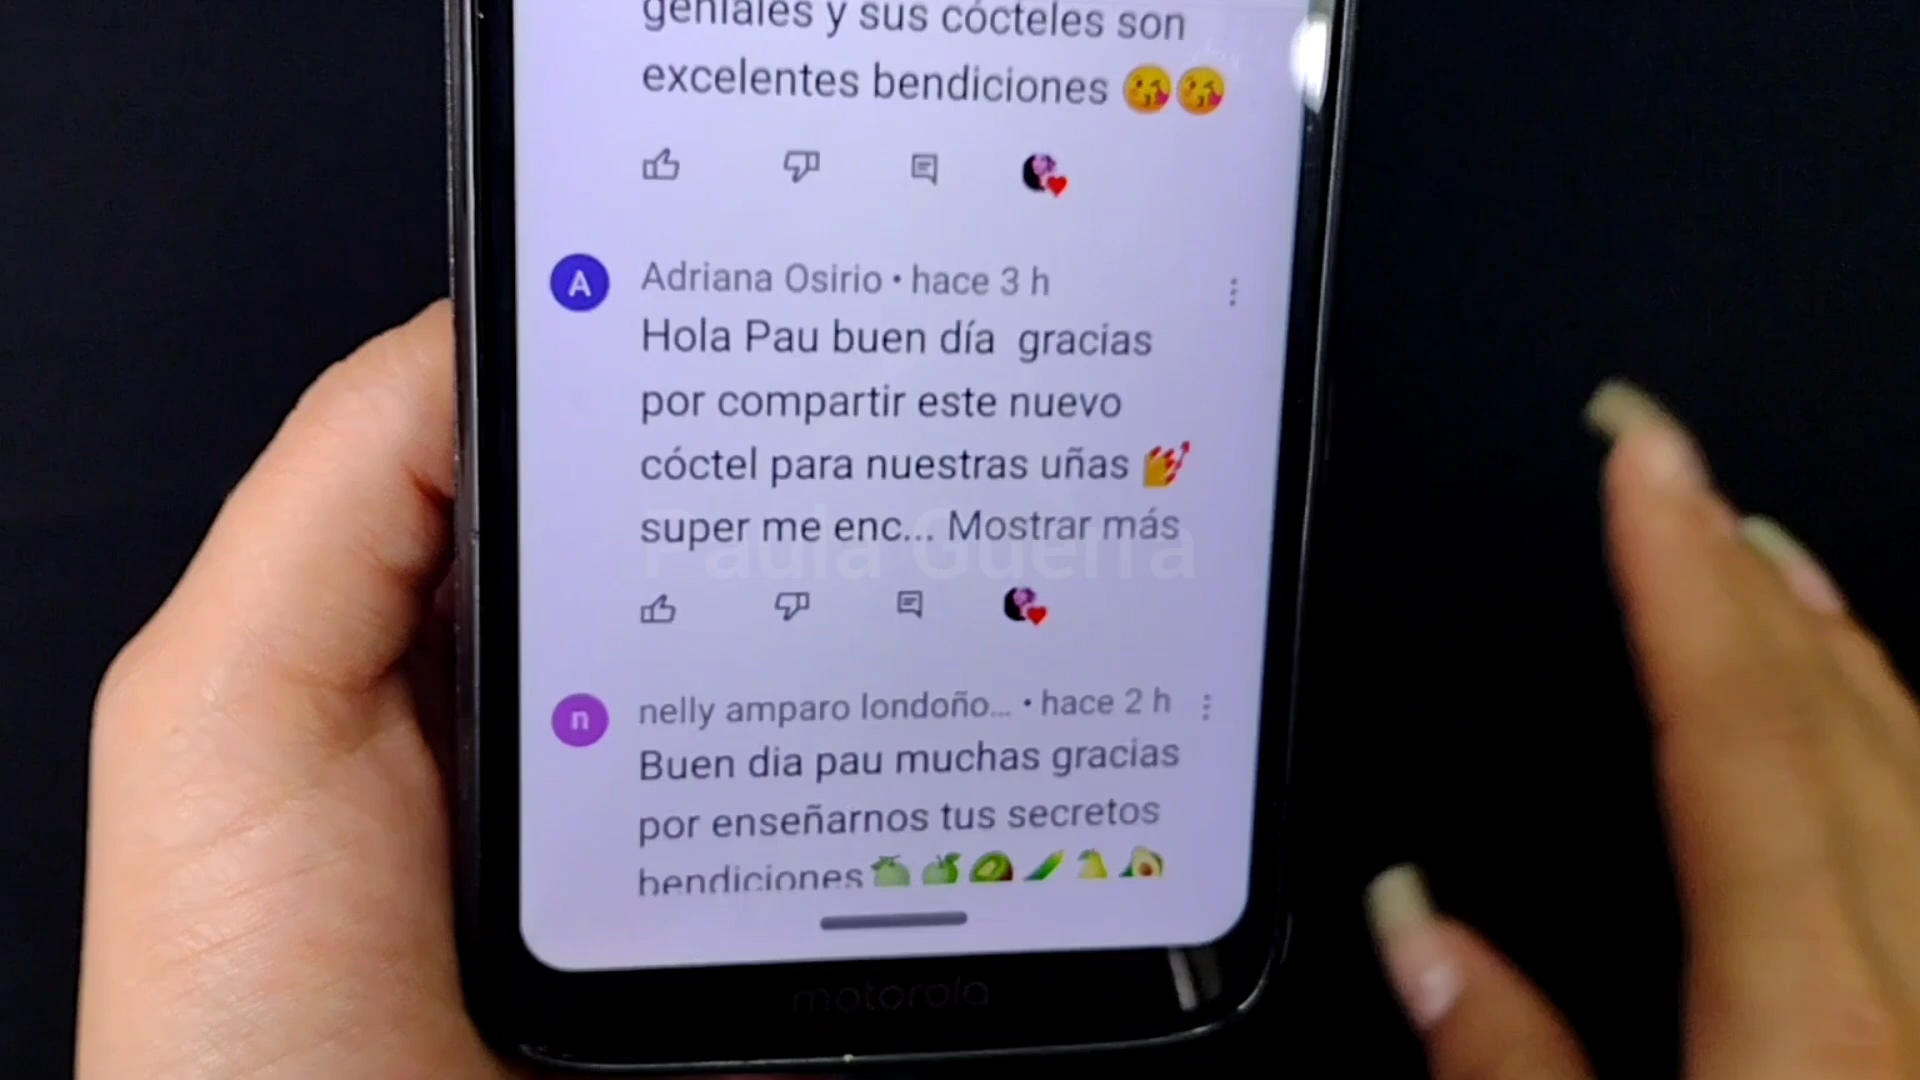 geniales y sus cócteles son
excelentes bendiciones 😘😘
A
Adriana Osirio • hace 3 h
Hola Pau buen día gracias
por compartir este nuevo
cóctel para nuestras uñas 💅
super me enc... Mostrar más
Paula Guerra
n
nelly amparo londoño... • hace 2 h
Buen dia pau muchas gracias
por enseñarnos tus secretos
bendiciones🍈🍏🥝🥒🍐🥑
motorola